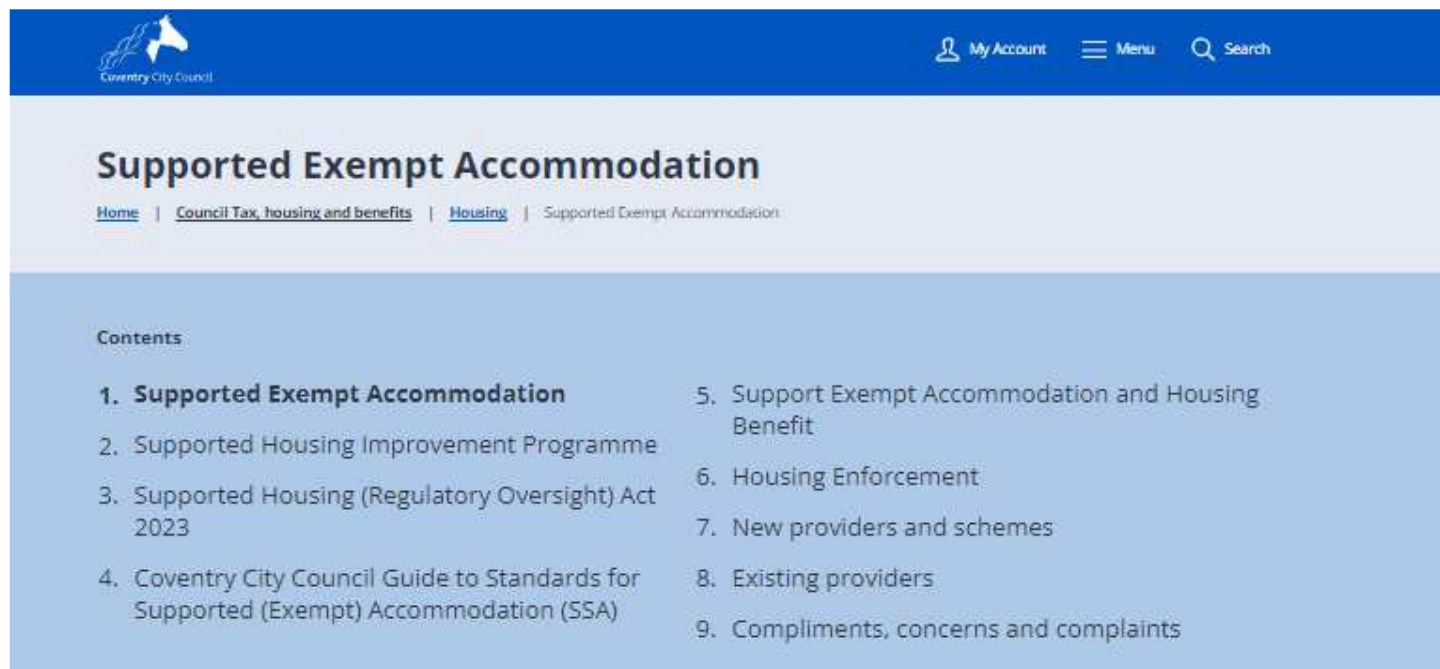 Coventry City Council
My Account
Menu
Search
Supported Exempt Accommodation
Home | Council Tax, housing and benefits | Housing | Supported Exempt Accommodation
Contents
1. Supported Exempt Accommodation
2. Supported Housing Improvement Programme
3. Supported Housing (Regulatory Oversight) Act
2023
4. Coventry City Council Guide to Standards for
Supported (Exempt) Accommodation (SSA)
5. Support Exempt Accommodation and Housing
Benefit
6. Housing Enforcement
7. New providers and schemes
8. Existing providers
9. Compliments, concerns and complaints